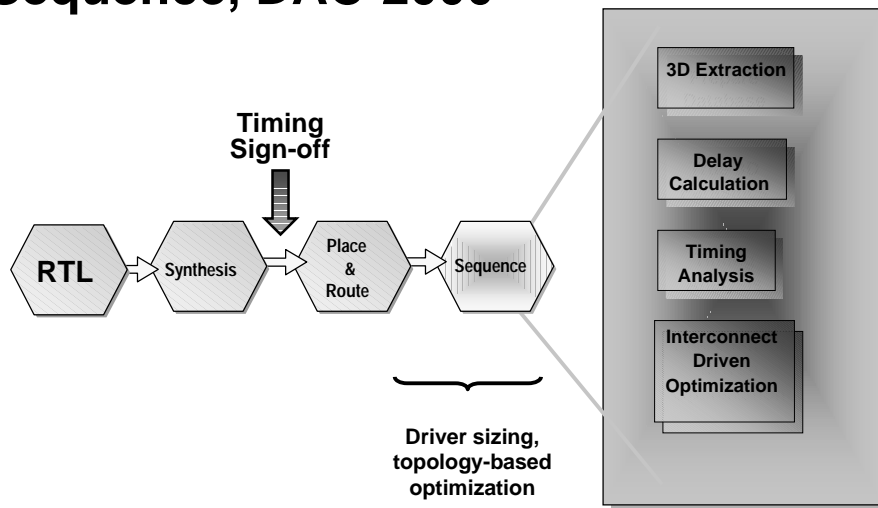 Sequence, DAC 2000
Timing
Sign-off
RTL
Synthesis
Place
&
Route
Sequence
Driver sizing,
topology-based
optimization
3D Extraction
Database
Delay
Calculation
Timing
Analysis
Interconnect
Driven
Optimization